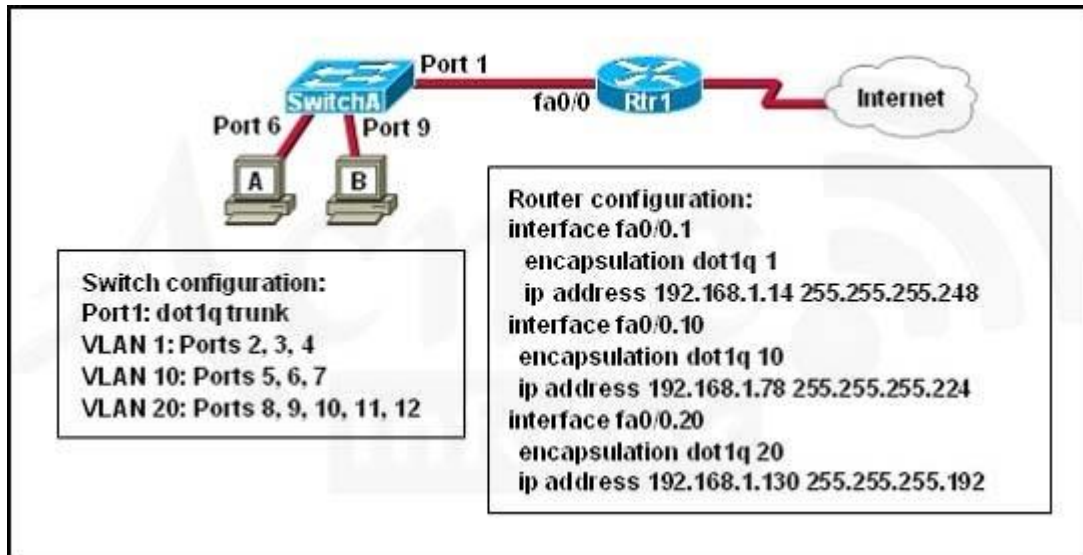 Port 1
SwitchA
fa0/0
Rtr1
Internet
Port 6
Port 9
A
B
Switch configuration:
Port1: dot1q trunk
VLAN 1: Ports 2, 3, 4
VLAN 10: Ports 5, 6, 7
VLAN 20: Ports 8, 9, 10, 11, 12
Router configuration:
interface fa0/0.1
encapsulation dot1q 1
ip address 192.168.1.14 255.255.255.248
interface fa0/0.10
encapsulation dot1q 10
ip address 192.168.1.78 255.255.255.224
interface fa0/0.20
encapsulation dot1q 20
ip address 192.168.1.130 255.255.255.192